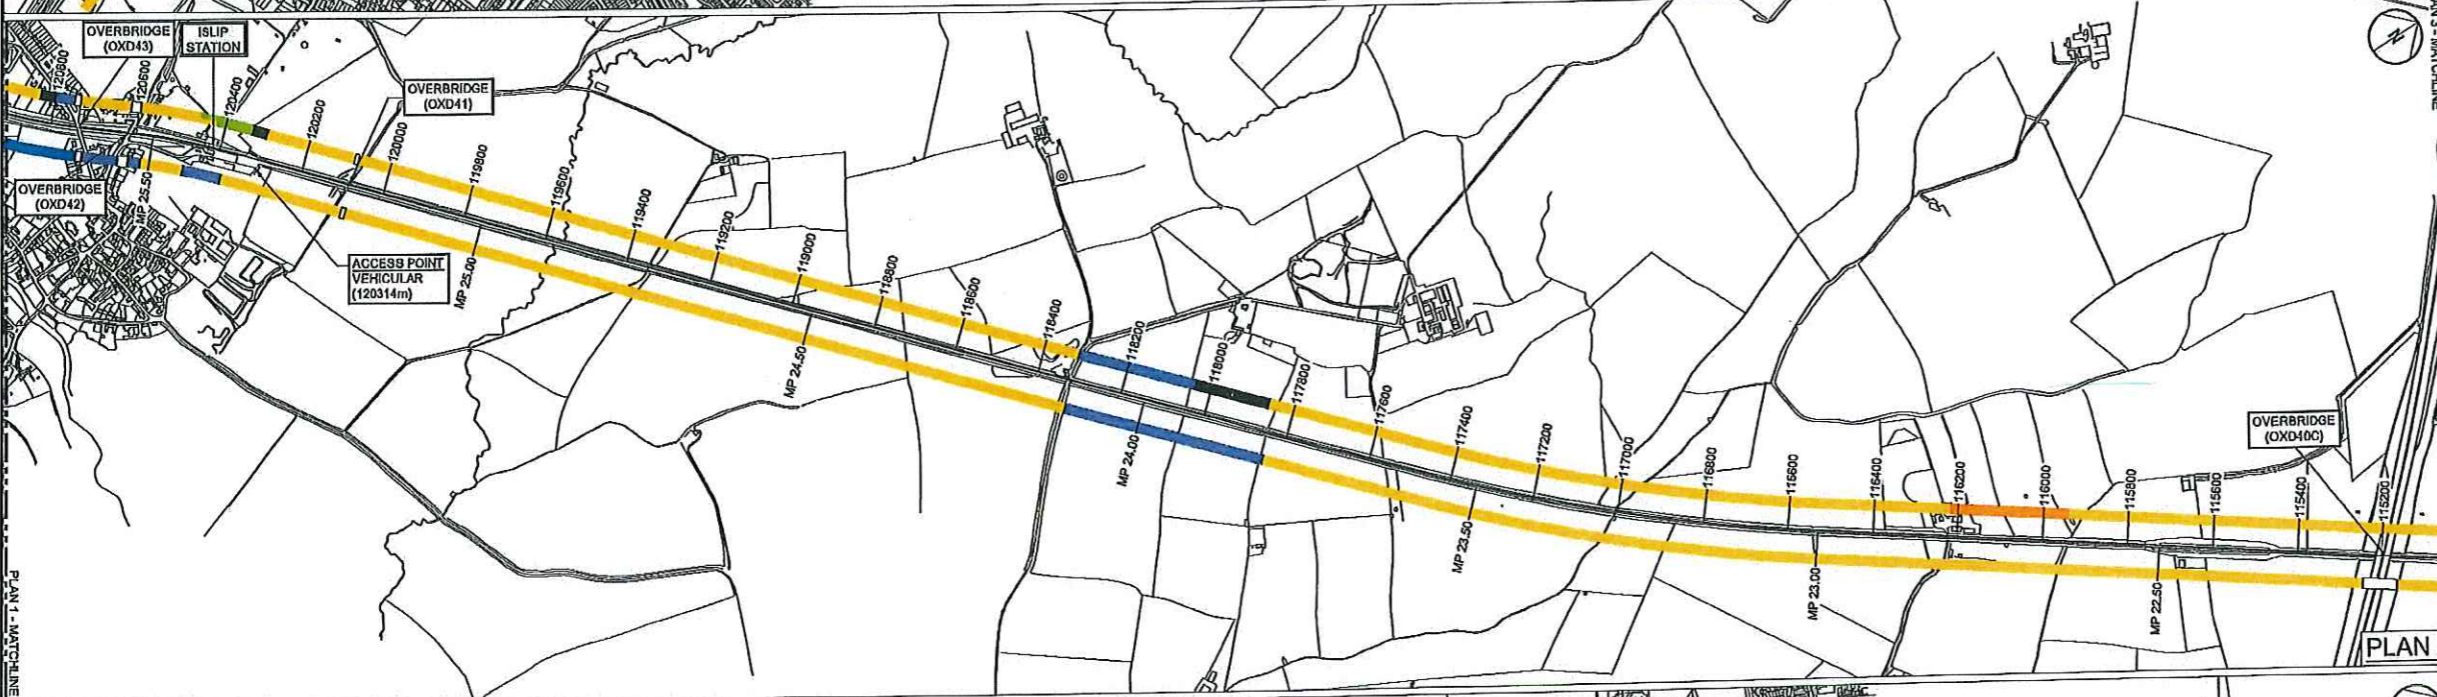 OVERBRIDGE
(OXD43)
ISLIP
STATION
120600
120600
120400
OVERBRIDGE
(OXD41)
120200
120000
119800
119600
119400
119200
119000
118800
118600
118400
118200
118000
117800
117600
117400
117200
117000
116800
116600
116400
116200
116000
115800
115600
115400
115200
OVERBRIDGE
(OXD42)
ACCESS POINT
VEHICULAR
(120314m)
OVERBRIDGE
(OXD40C)
MP 25.50
MP 25.00
MP 24.50
MP 24.00
MP 23.50
MP 23.00
MP 22.50
N
PLAN 1 - MATCHLINE
MATCHLINE
PLAN